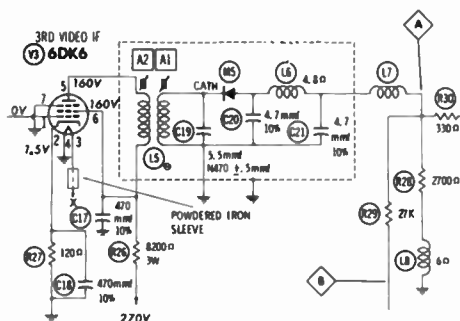 A
3RD VIDEO IF
V3 6DK6
A2 A1
5 160V
CATH
M5
L6
4.8Ω
L7
7
160V
6
0V
1
2 4 3
1.5V
C19
C20
4.7
mmf
10%
C21
4.7
mmf
10%
R30
330Ω
L5
5.5mmf
N470 ± .5mmf
X
C17
470
mmf
10%
POWDERED IRON
SLEEVE
R28
2700Ω
R29
27K
R27
120Ω
R26
8200Ω
3W
L8
6Ω
B
C18
470mmf
10%
270V